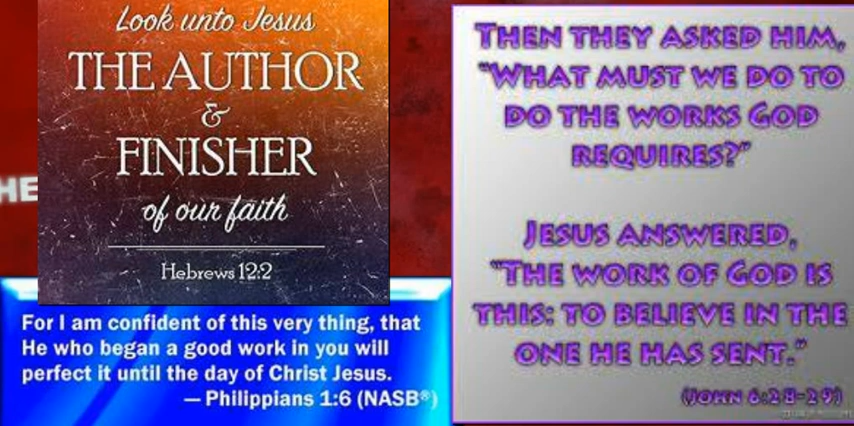 Look unto Jesus
THE AUTHOR
&
FINISHER
of our faith
Hebrews 12:2
HE
For I am confident of this very thing, that
He who began a good work in you will
perfect it until the day of Christ Jesus.
— Philippians 1:6 (NASB®)
THEN THEY ASKED HIM,
"WHAT MUST WE DO TO
DO THE WORKS GOD
REQUIRES?"
JESUS ANSWERED,
"THE WORK OF GOD IS
THIS: TO BELIEVE IN THE
ONE HE HAS SENT."
(JOHN 6:28-29)